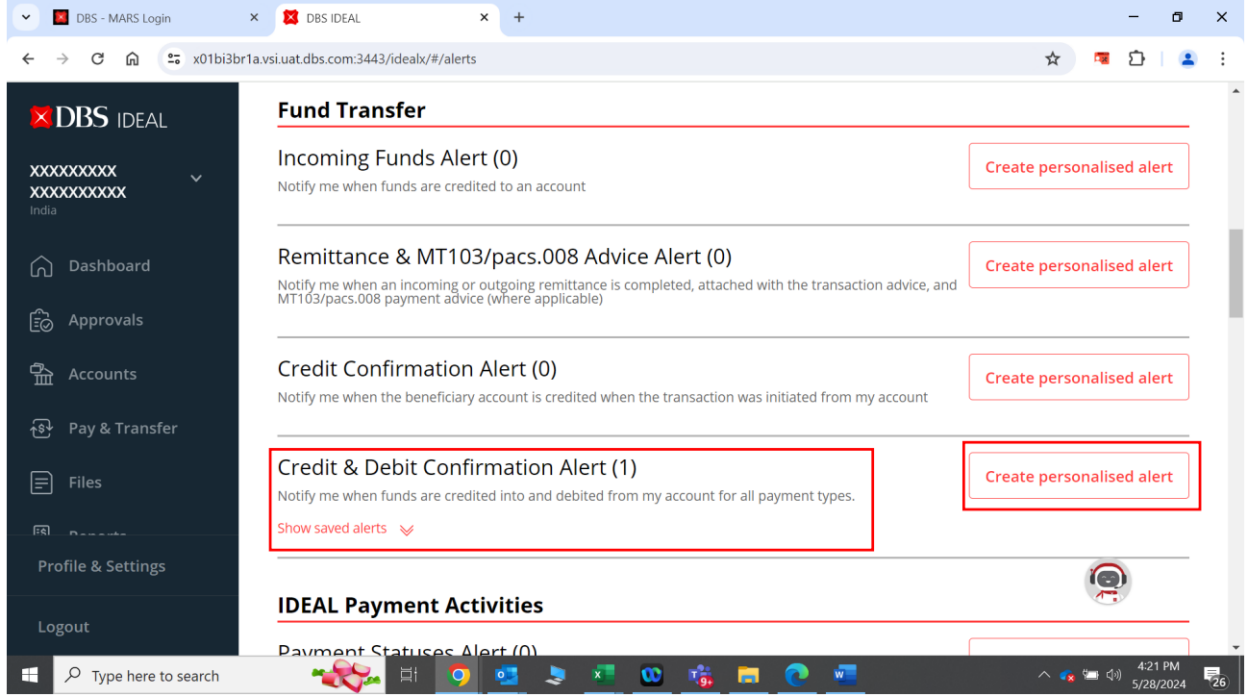 DBS - MARS Login
DBS IDEAL
x01bi3br1a.vsi.uat.dbs.com:3443/idealx/#/alerts
DBS IDEAL
XXXXXXXXX
XXXXXXXXXX
India
Dashboard
Approvals
Accounts
Pay & Transfer
Files
Reports
Profile & Settings
Logout
Fund Transfer
Incoming Funds Alert (0)
Notify me when funds are credited to an account
Create personalised alert
Remittance & MT103/pacs.008 Advice Alert (0)
Notify me when an incoming or outgoing remittance is completed, attached with the transaction advice, and
MT103/pacs.008 payment advice (where applicable)
Create personalised alert
Credit Confirmation Alert (0)
Notify me when the beneficiary account is credited when the transaction was initiated from my account
Create personalised alert
Credit & Debit Confirmation Alert (1)
Notify me when funds are credited into and debited from my account for all payment types.
Show saved alerts
Create personalised alert
IDEAL Payment Activities
Payment Statuses Alert (0)
Type here to search
9+
4:21 PM
5/28/2024
26